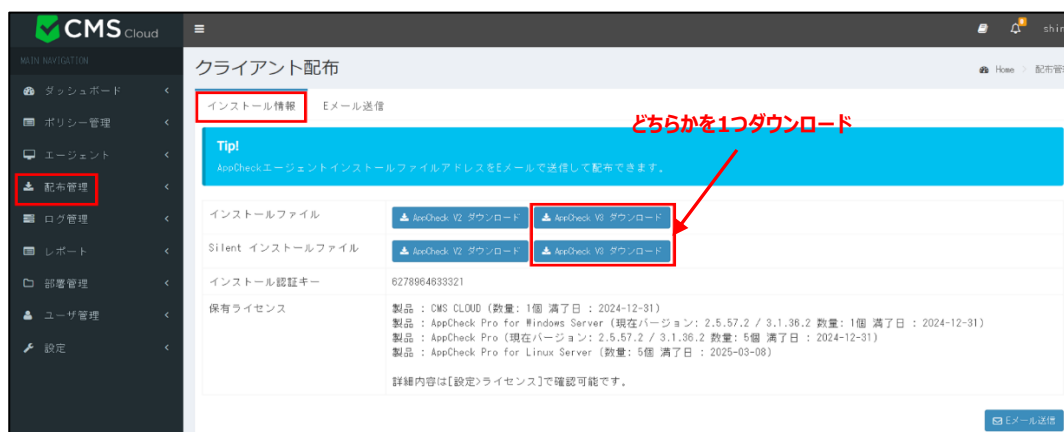 CMS Cloud
shin
MAIN NAVIGATION
クライアント配布
Home > 配布管
ダッシュボード
インストール情報 Eメール送信
ポリシー管理
どちらかを1つダウンロード
Tip!
エージェント
AppCheckエージェントインストールファイルアドレスをEメールで送信して配布できます。
配布管理
ログ管理
インストールファイル AppCheck V2 ダウンロード AppCheck V3 ダウンロード
レポート
Silent インストールファイル AppCheck V2 ダウンロード AppCheck V3 ダウンロード
部署管理
インストール認証キー 6278964633321
ユーザ管理
保有ライセンス 製品 : CMS CLOUD (数量: 1個 満了日 : 2024-12-31)
製品 : AppCheck Pro for Windows Server (現在バージョン: 2.5.57.2 / 3.1.36.2 数量: 1個 満了日 : 2024-12-31)
設定
製品 : AppCheck Pro (現在バージョン: 2.5.57.2 / 3.1.36.2 数量: 5個 満了日 : 2024-12-31)
製品 : AppCheck Pro for Linux Server (数量: 5個 満了日 : 2025-03-08)
詳細内容は[設定>ライセンス]で確認可能です。
Eメール送信